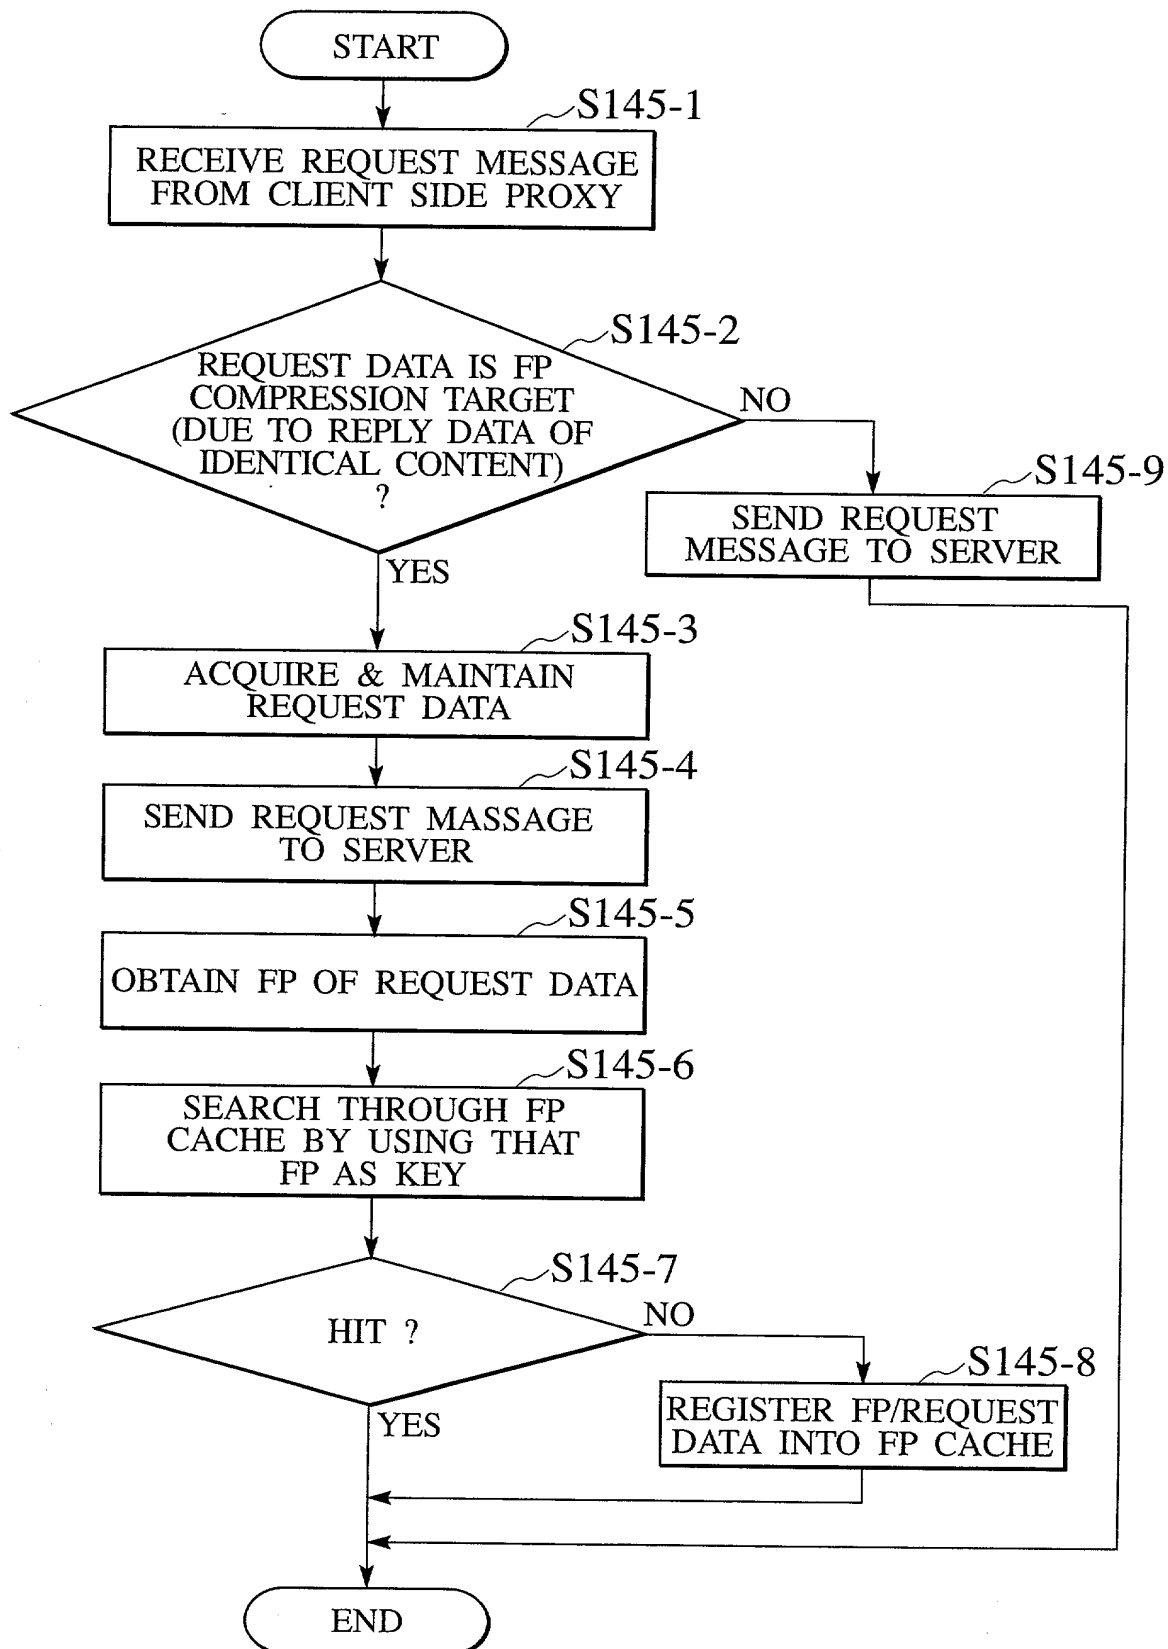 START
S145-1
RECEIVE REQUEST MESSAGE
FROM CLIENT SIDE PROXY
S145-2
REQUEST DATA IS FP
COMPRESSION TARGET
(DUE TO REPLY DATA OF
IDENTICAL CONTENT)
?
NO
YES
S145-9
SEND REQUEST
MESSAGE TO SERVER
S145-3
ACQUIRE & MAINTAIN
REQUEST DATA
S145-4
SEND REQUEST MASSAGE
TO SERVER
S145-5
OBTAIN FP OF REQUEST DATA
S145-6
SEARCH THROUGH FP
CACHE BY USING THAT
FP AS KEY
S145-7
HIT ?
NO
YES
S145-8
REGISTER FP/REQUEST
DATA INTO FP CACHE
END